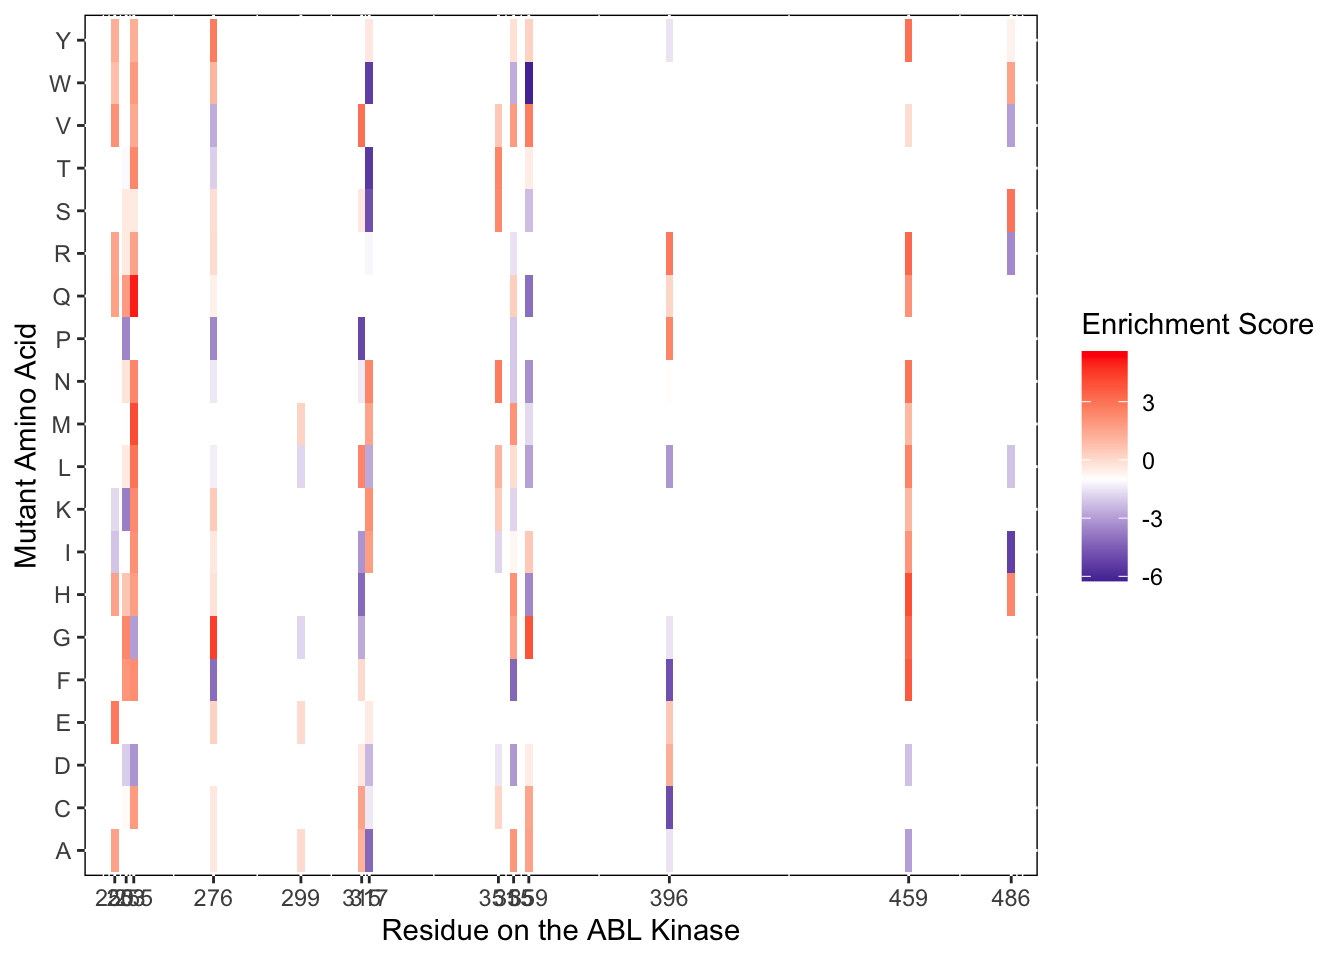 Y
W
V
T
S
R
Q
P
N
M
L
K
I
H
G
F
E
D
C
A
Mutant Amino Acid
276 299 396 459 486
Residue on the ABL Kinase
Enrichment Score
3
0
-3
-6